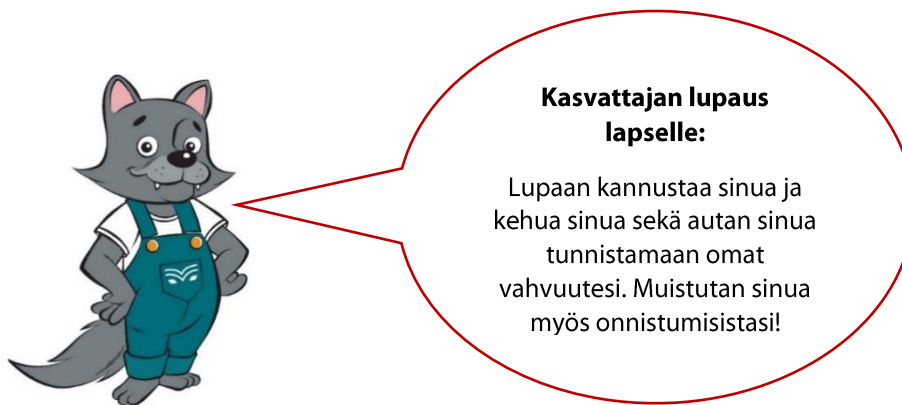 Kasvattajan lupaus
lapselle:
Lupaan kannustaa sinua ja
kehua sinua sekä autan sinua
tunnistamaan omat
vahvuutesi. Muistutan sinua
myös onnistumisistasi!